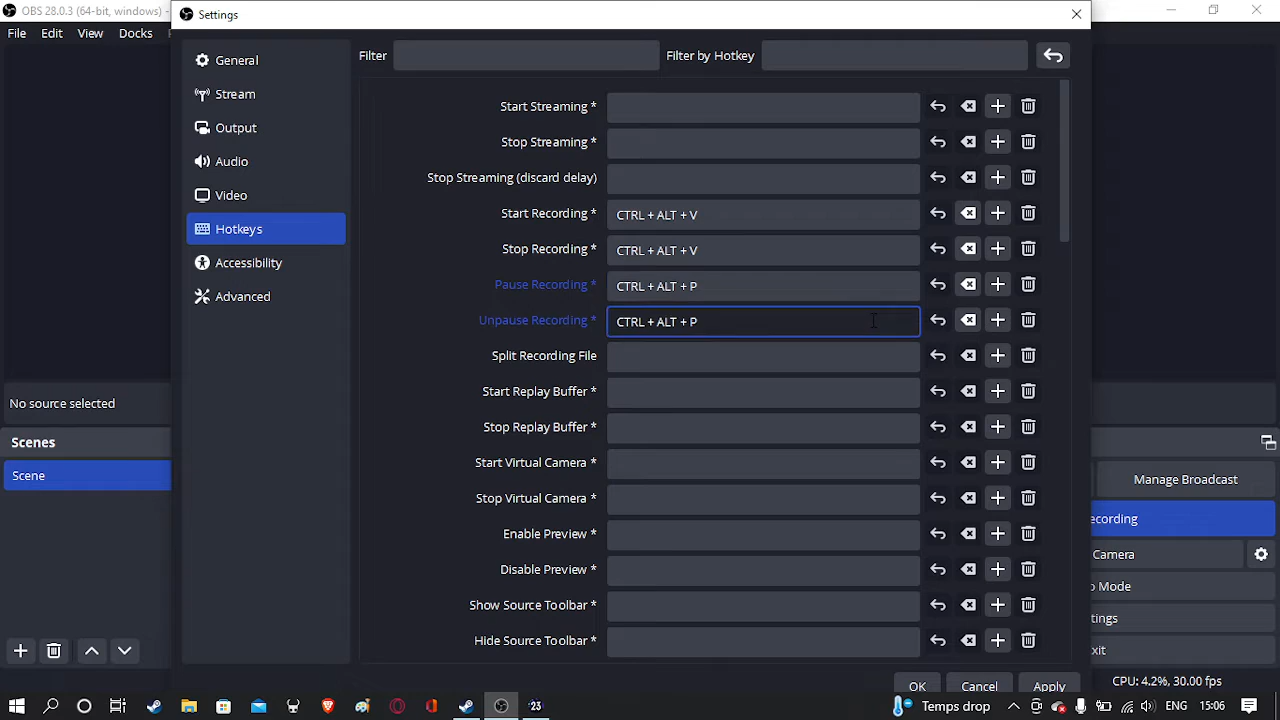 OBS 28.0.3 (64-bit, windows) -
Settings
File Edit View Docks
General
Stream
Output
Audio
Video
Hotkeys
Accessibility
Advanced
Filter
Filter by Hotkey
Start Streaming *
Stop Streaming *
Stop Streaming (discard delay)
Start Recording * CTRL + ALT + V
Stop Recording * CTRL + ALT + V
Pause Recording * CTRL + ALT + P
Unpause Recording * CTRL + ALT + P
Split Recording File
Start Replay Buffer *
Stop Replay Buffer *
Start Virtual Camera *
Stop Virtual Camera *
Enable Preview *
Disable Preview *
Show Source Toolbar *
Hide Source Toolbar *
OK Cancel Apply
No source selected
Scenes
Scene
Manage Broadcast
ecording
Camera
o Mode
tings
xit
CPU: 4.2%, 30.00 fps
23
Temps drop
ENG
15:06